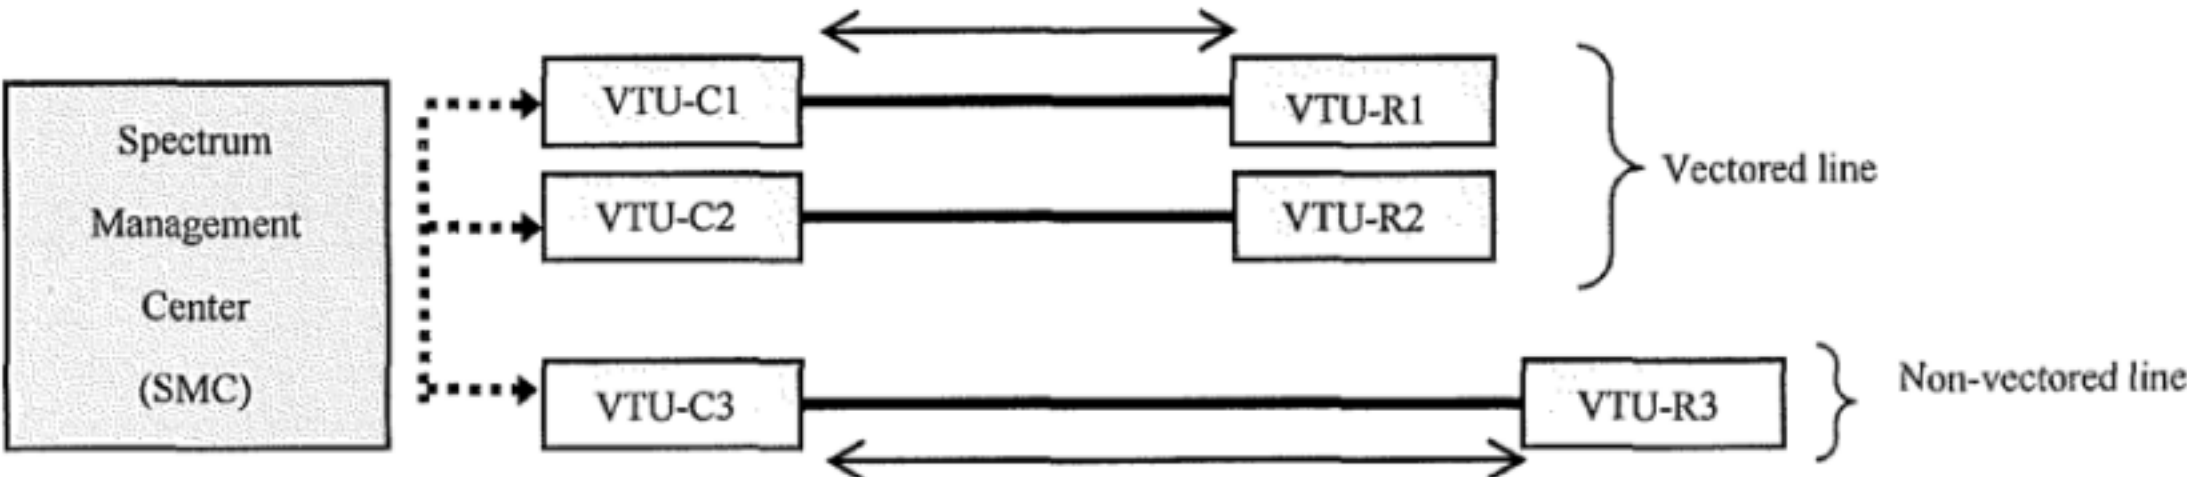 Spectrum
Management
Center
(SMC)
VTU-C1
VTU-R1
VTU-C2
VTU-R2
Vectored line
VTU-C3
VTU-R3
Non-vectored line